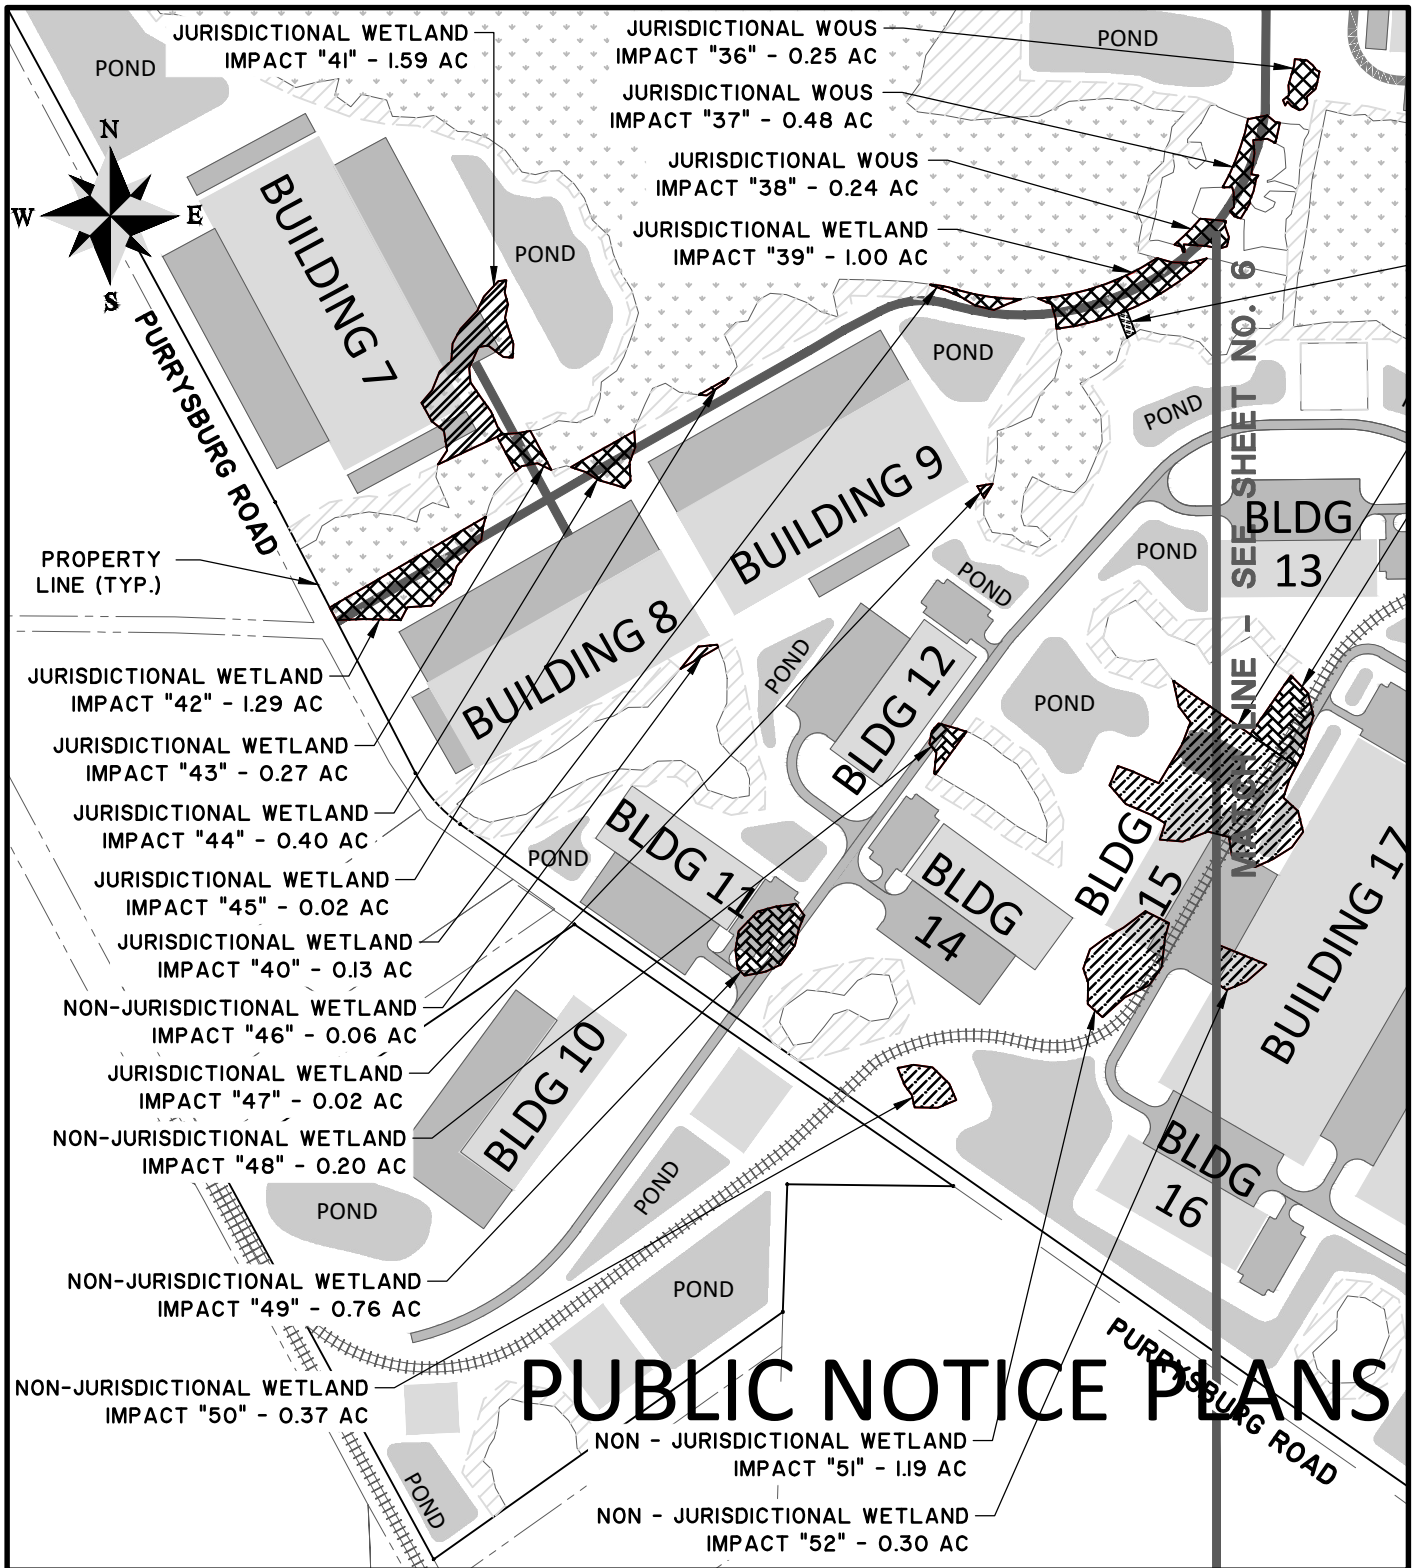 JURISDICTIONAL WETLAND
IMPACT "41" - 1.59 AC
JURISDICTIONAL WOUS
IMPACT "36" - 0.25 AC
JURISDICTIONAL WOUS
IMPACT "37" - 0.48 AC
JURISDICTIONAL WOUS
IMPACT "38" - 0.24 AC
JURISDICTIONAL WETLAND
IMPACT "39" - 1.00 AC
POND
POND
N
W
E
S
BUILDING 7
POND
PURRYSBURG ROAD
POND
POND
MATCH LINE - SEE SHEET NO. 6
BUILDING 9
BLDG
13
POND
POND
PROPERTY
LINE (TYP.)
BUILDING 8
POND
BLDG 12
POND
JURISDICTIONAL WETLAND
IMPACT "42" - 1.29 AC
JURISDICTIONAL WETLAND
IMPACT "43" - 0.27 AC
JURISDICTIONAL WETLAND
IMPACT "44" - 0.40 AC
JURISDICTIONAL WETLAND
IMPACT "45" - 0.02 AC
JURISDICTIONAL WETLAND
IMPACT "40" - 0.13 AC
NON-JURISDICTIONAL WETLAND
IMPACT "46" - 0.06 AC
JURISDICTIONAL WETLAND
IMPACT "47" - 0.02 AC
NON-JURISDICTIONAL WETLAND
IMPACT "48" - 0.20 AC
NON-JURISDICTIONAL WETLAND
IMPACT "49" - 0.76 AC
NON-JURISDICTIONAL WETLAND
IMPACT "50" - 0.37 AC
POND
BLDG 11
BLDG
14
BLDG
15
BUILDING 17
BLDG 10
BLDG
16
POND
POND
POND
POND
PURRYSBURG ROAD
PUBLIC NOTICE PLANS
NON - JURISDICTIONAL WETLAND
IMPACT "51" - 1.19 AC
NON - JURISDICTIONAL WETLAND
IMPACT "52" - 0.30 AC